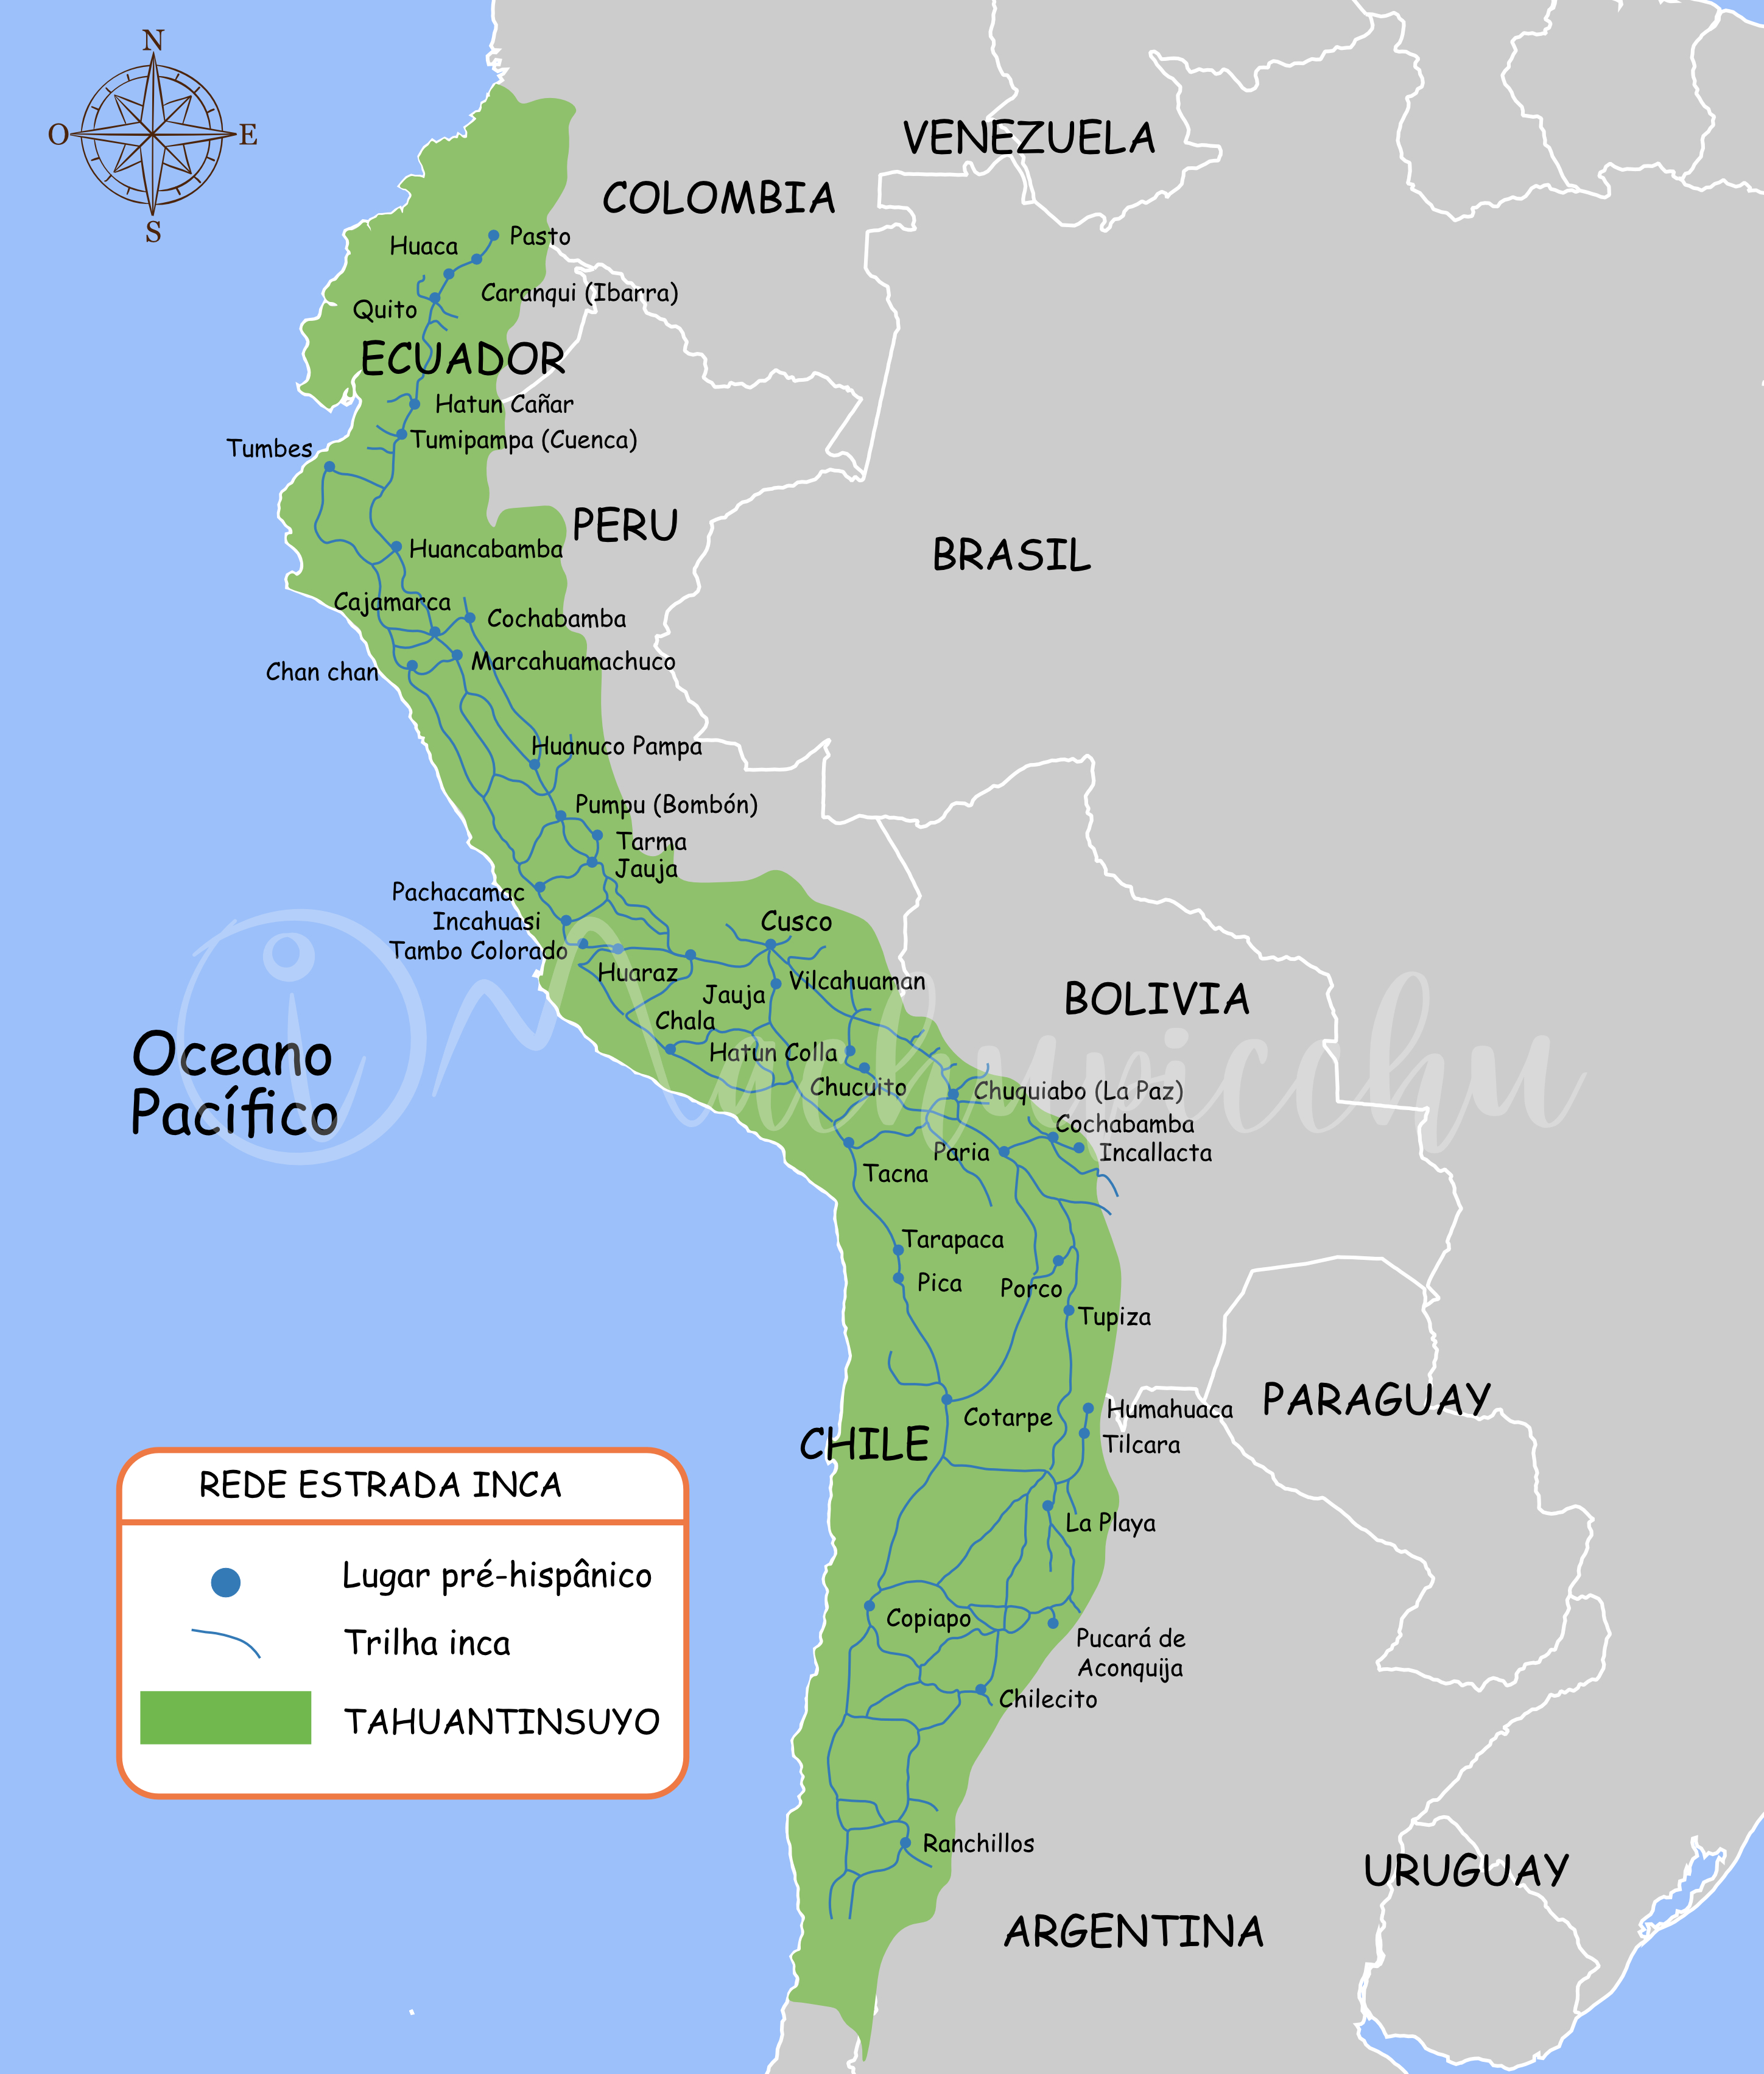 N
O
E
S
VENEZUELA
COLOMBIA
Pasto
Huaca
Caranqui (Ibarra)
Quito
ECUADOR
Hatun Cañar
Tumipampa (Cuenca)
Tumbes
PERU
Huancabamba
BRASIL
Cajamarca
Cochabamba
Marcahuamachuco
Chan chan
Huanuco Pampa
Pumpu (Bombón)
Tarma
Jauja
Pachacamac
Incahuasi
Tambo Colorado
Cusco
Huaraz
Vilcahuaman
Jauja
Chala
BOLIVIA
Hatun Colla
Chucuito
Chuquiabo (La Paz)
Cochabamba
Incallacta
Paria
Tacna
Oceano
Pacífico
i Machupicchu
Tarapaca
Pica
Porco
Tupiza
PARAGUAY
Humahuaca
Cotarpe
Tilcara
CHILE
La Playa
Copiapo
Pucará de
Aconquija
Chilecito
Ranchillos
URUGUAY
ARGENTINA
REDE ESTRADA INCA
Lugar pré-hispânico
Trilha inca
TAHUANTINSUYO